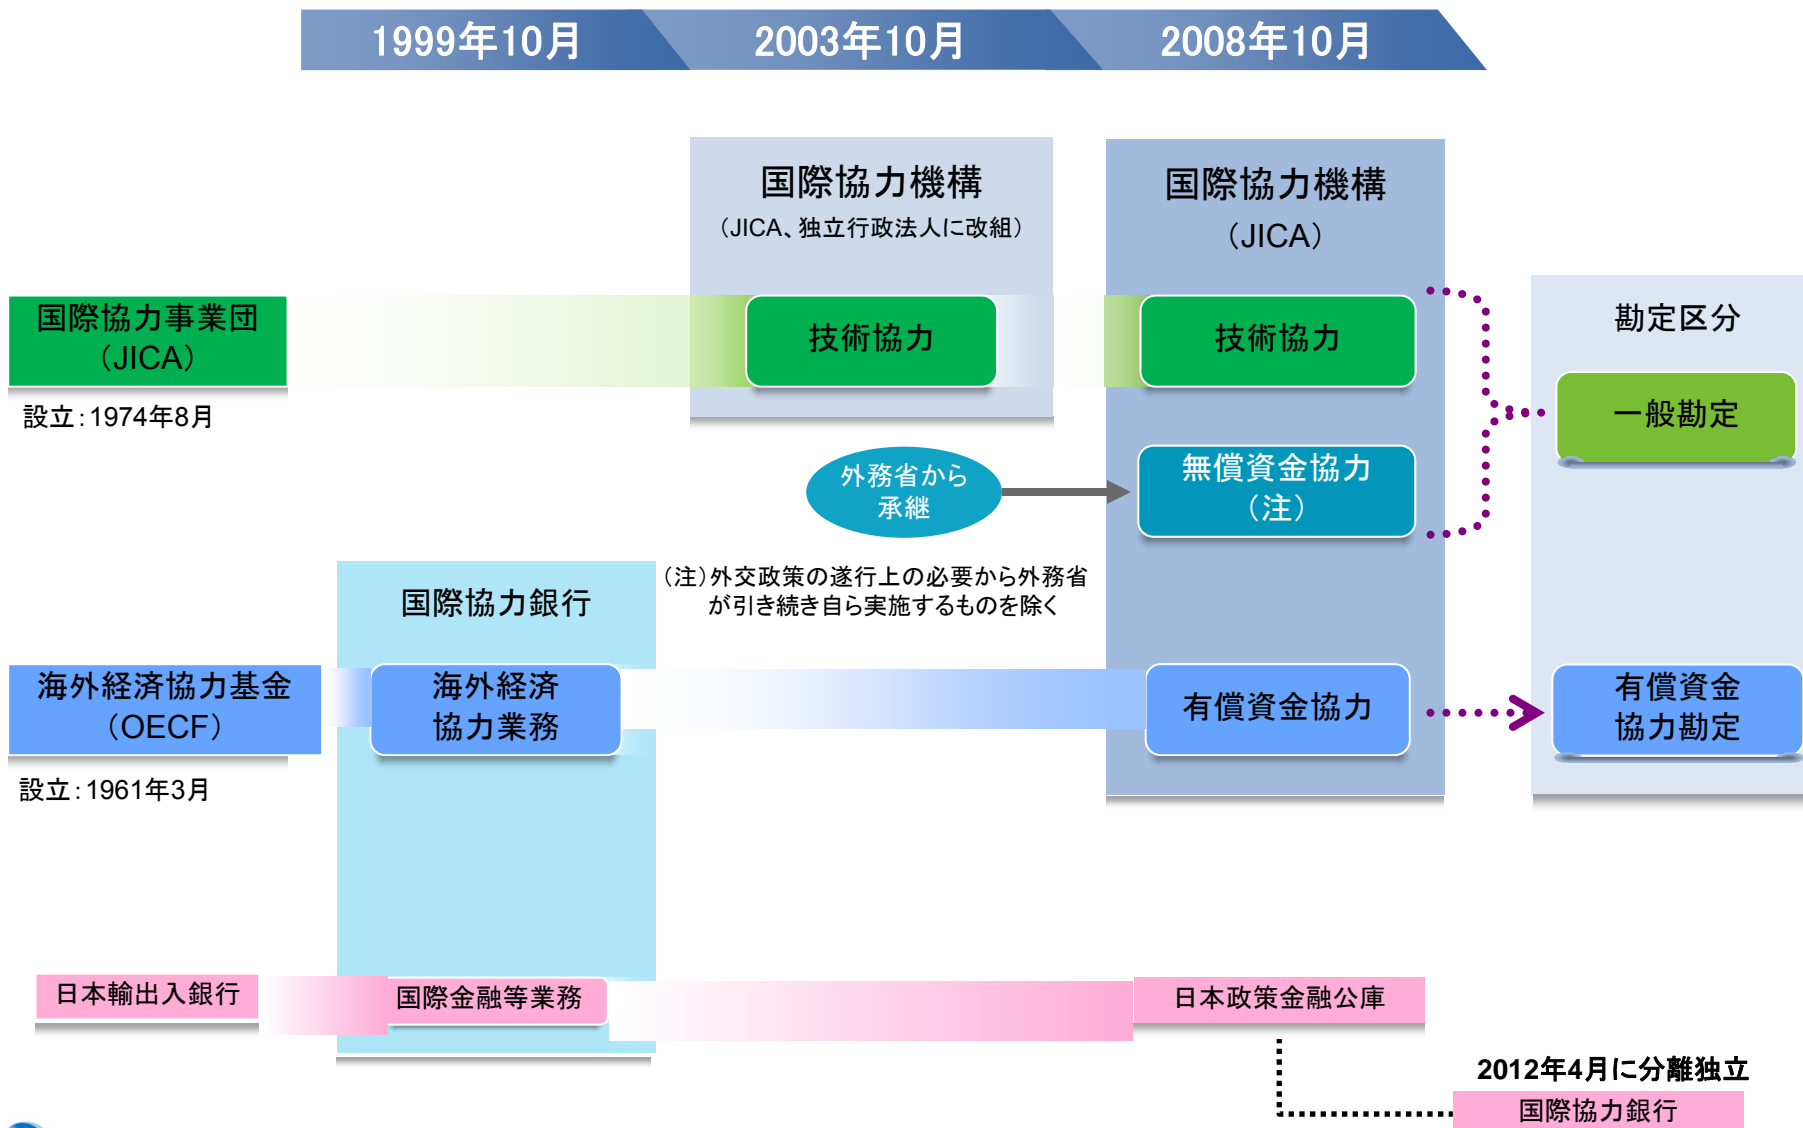 1999年10月
2003年10月
2008年10月
国際協力機構
（JICA、独立行政法人に改組）
国際協力機構
（JICA）
国際協力事業団
（JICA）
設立：1974年8月
技術協力
技術協力
勘定区分
一般勘定
外務省から
承継
無償資金協力
（注）
（注）外交政策の遂行上の必要から外務省
が引き続き自ら実施するものを除く
国際協力銀行
海外経済協力基金
（OECF）
設立：1961年3月
海外経済
協力業務
有償資金協力
有償資金
協力勘定
日本輸出入銀行
国際金融等業務
日本政策金融公庫
2012年4月に分離独立
国際協力銀行